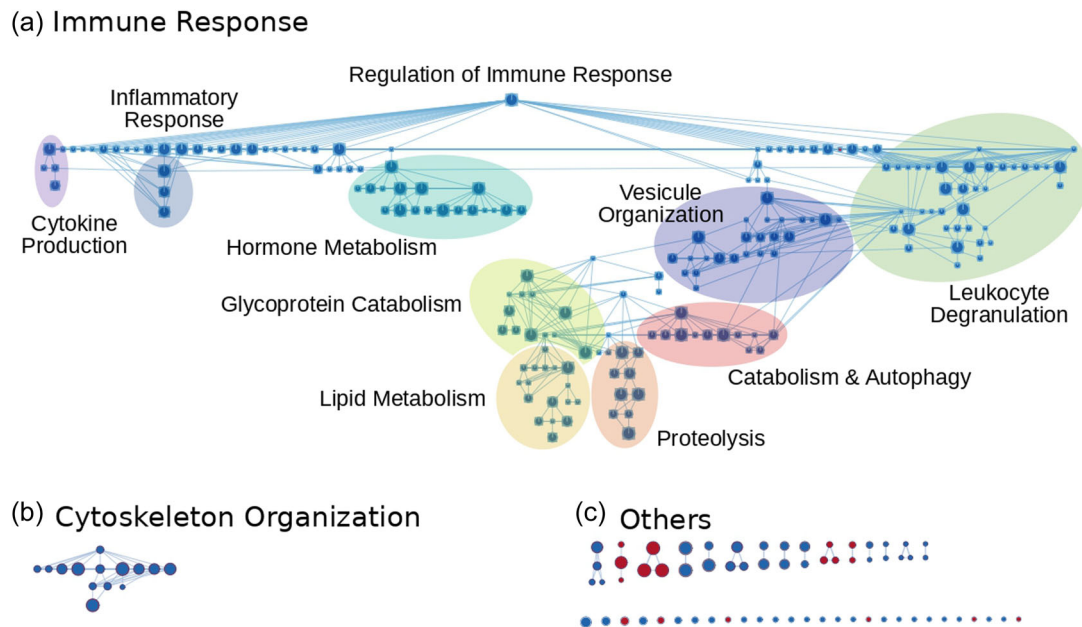 (a) Immune Response
Regulation of Immune Response
Inflammatory
Response
Cytokine
Production
Hormone Metabolism
Vesicule
Organization
Leukocyte
Degranulation
Glycoprotein Catabolism
Catabolism & Autophagy
Lipid Metabolism
Proteolysis
(b) Cytoskeleton Organization
(c) Others